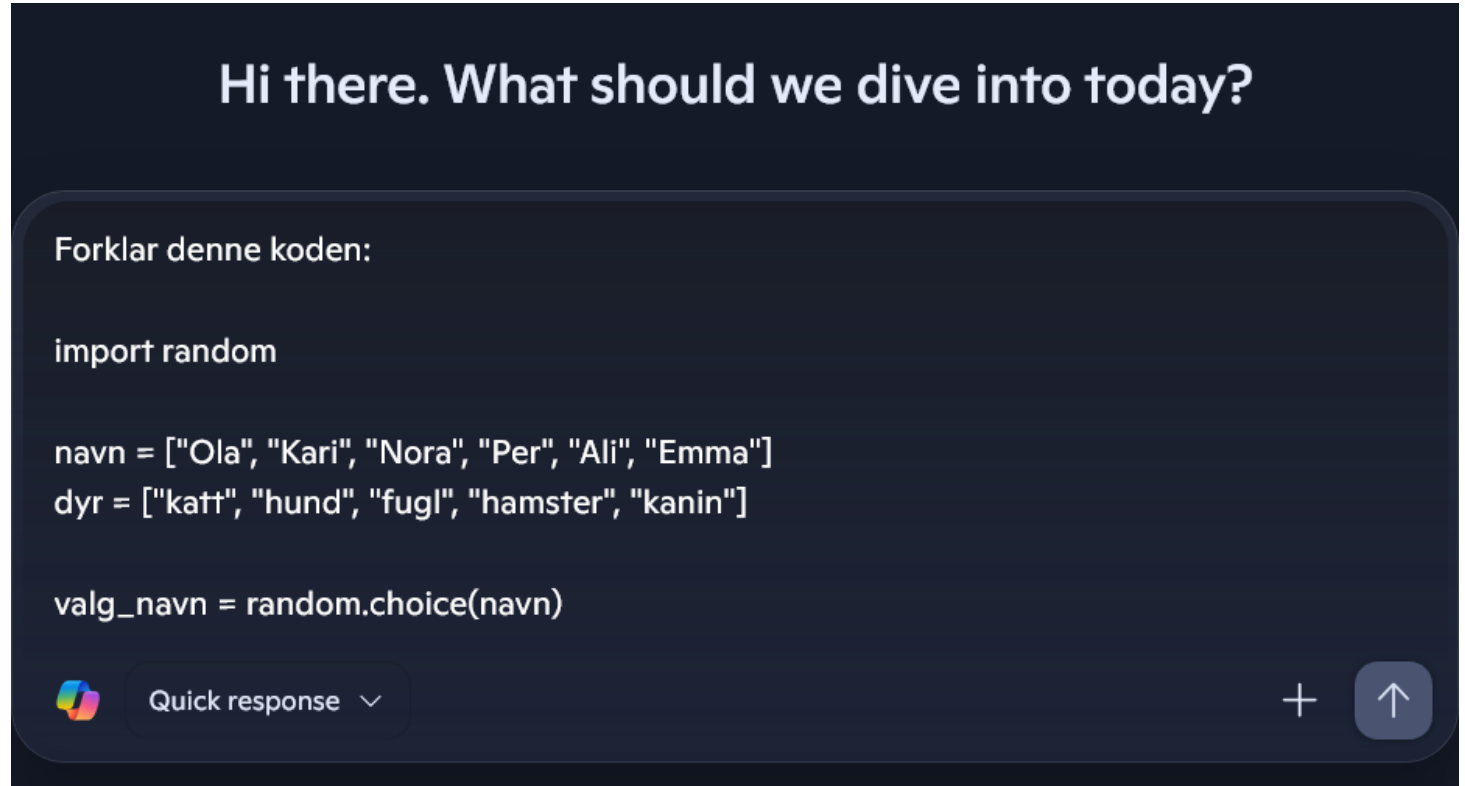 Hi there. What should we dive into today?
Forklar denne koden:
import random
navn = ["Ola", "Kari", "Nora", "Per", "Ali", "Emma"]
dyr = ["katt", "hund", "fugl", "hamster", "kanin"]
valg_navn = random.choice(navn)
Quick response